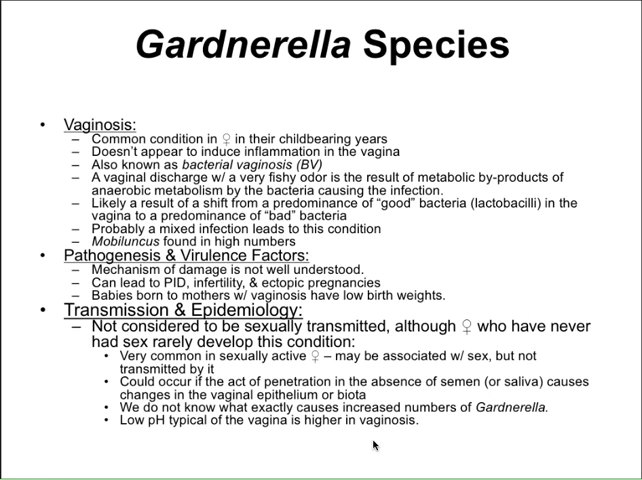 Gardnerella Species
• Vaginosis:
– Common condition in ♀ in their childbearing years
– Doesn't appear to induce inflammation in the vagina
– Also known as bacterial vaginosis (BV)
– A vaginal discharge w/ a very fishy odor is the result of metabolic by-products of
anaerobic metabolism by the bacteria causing the infection.
– Likely a result of a shift from a predominance of “good” bacteria (lactobacilli) in the
vagina to a predominance of “bad” bacteria
– Probably a mixed infection leads to this condition
– Mobiluncus found in high numbers
• Pathogenesis & Virulence Factors:
– Mechanism of damage is not well understood.
– Can lead to PID, infertility, & ectopic pregnancies
– Babies born to mothers w/ vaginosis have low birth weights.
• Transmission & Epidemiology:
– Not considered to be sexually transmitted, although ♀ who have never
had sex rarely develop this condition:
• Very common in sexually active ♀ – may be associated w/ sex, but not
transmitted by it
• Could occur if the act of penetration in the absence of semen (or saliva) causes
changes in the vaginal epithelium or biota
• We do not know what exactly causes increased numbers of Gardnerella.
• Low pH typical of the vagina is higher in vaginosis.